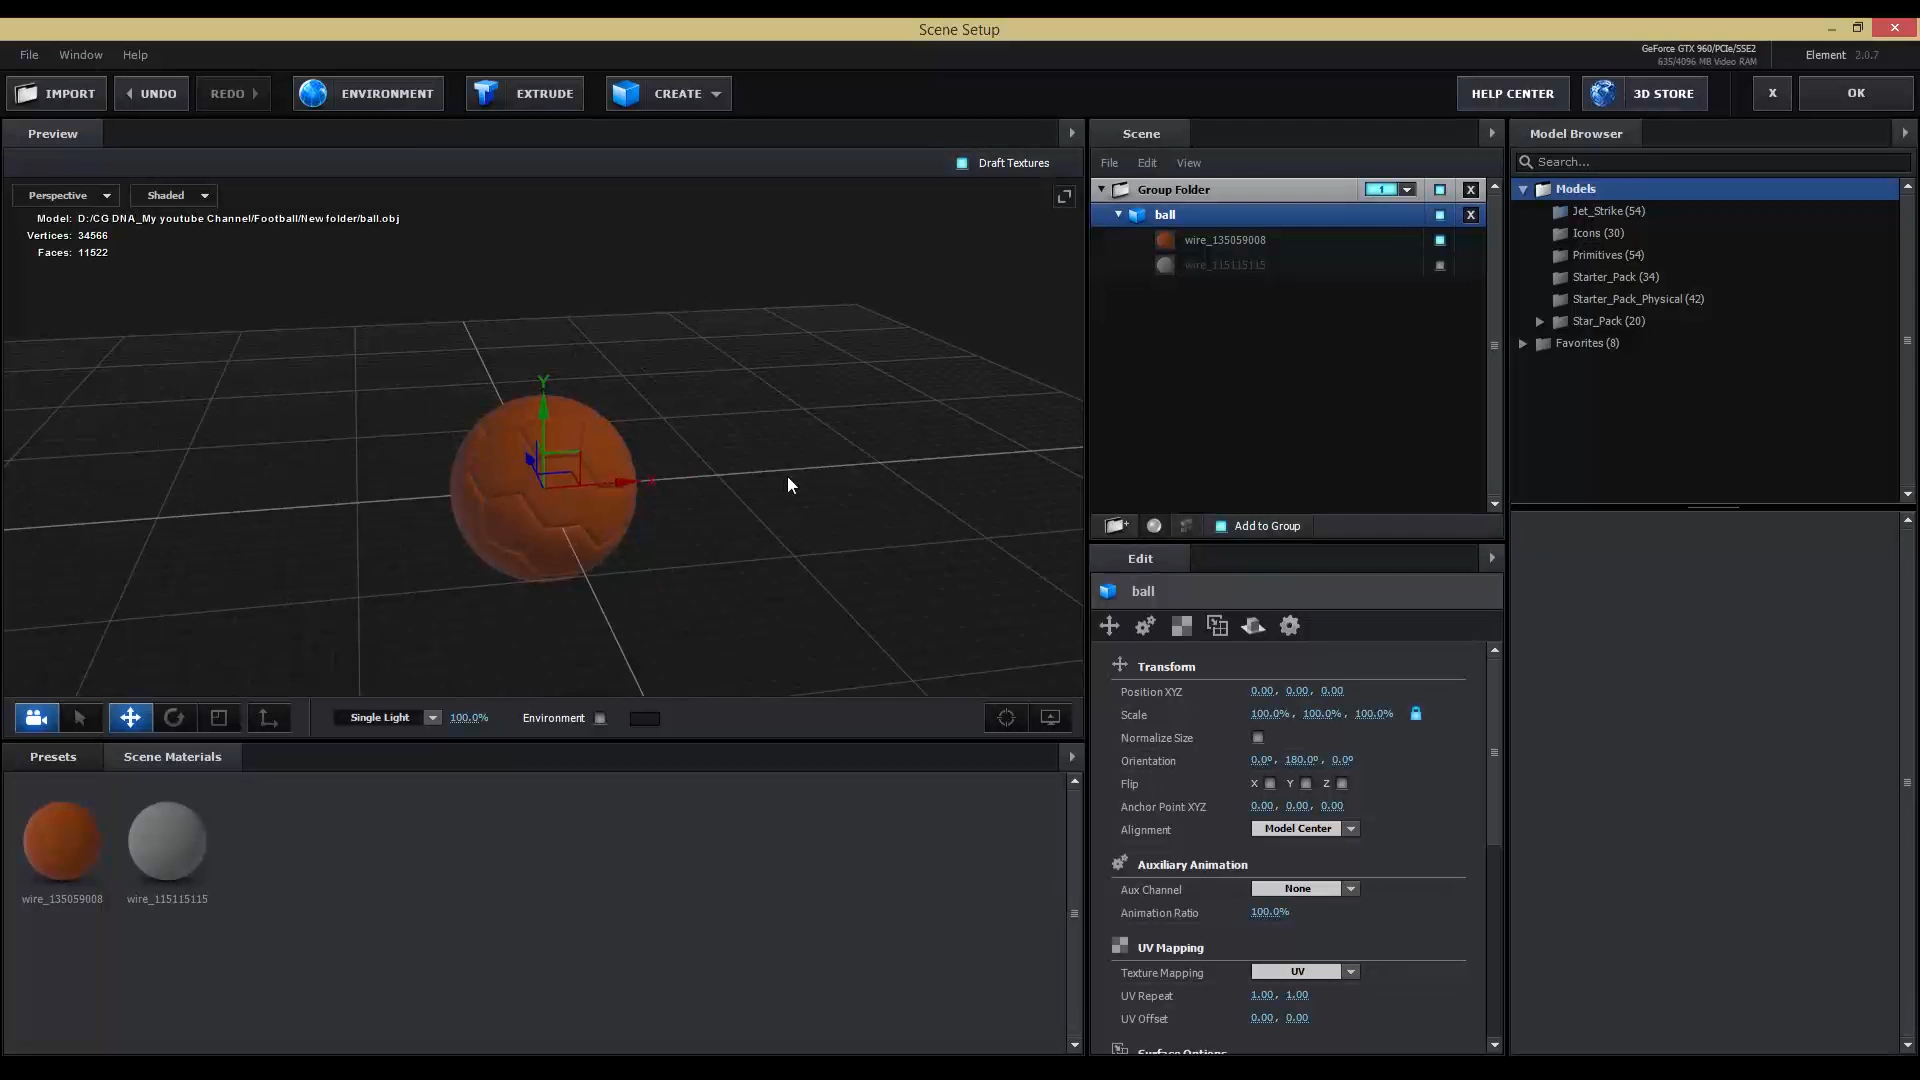 Scene Setup
File Window Help
GeForce GTX 960/PCIe/SSE2
635/4096 MB Video RAM
Element 2.0.7
IMPORT UNDO REDO ENVIRONMENT EXTRUDE CREATE HELP CENTER 3D STORE X OK
Preview
Draft Textures
Perspective Shaded
Model: D:/CG DNA_My youtube Channel/Football/New folder/ball.obj
Vertices: 34566
Faces: 11522
Y
X
Single Light 100.0% Environment
Presets Scene Materials
wire_135059008 wire_115115115
Scene
File Edit View
Group Folder 1 X
ball X
wire_135059008
wire_115115115
Add to Group
Edit
ball
Transform
Position XYZ 0.00, 0.00, 0.00
Scale 100.0%, 100.0%, 100.0%
Normalize Size
Orientation 0.0º, 180.0º, 0.0º
Flip X Y Z
Anchor Point XYZ 0.00, 0.00, 0.00
Alignment Model Center
Auxiliary Animation
Aux Channel None
Animation Ratio 100.0%
UV Mapping
Texture Mapping UV
UV Repeat 1.00, 1.00
UV Offset 0.00, 0.00
Surface Options
Model Browser
Search...
Models
Jet_Strike (54)
Icons (30)
Primitives (54)
Starter_Pack (34)
Starter_Pack_Physical (42)
Star_Pack (20)
Favorites (8)